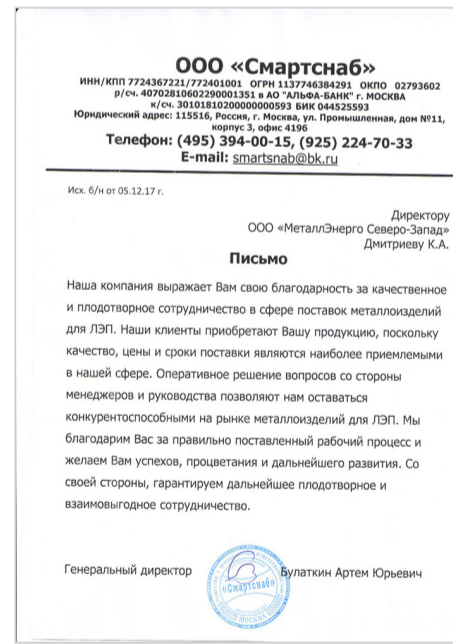 ООО «Смартснаб»
ИНН/КПП 7724367221/772401001 ОГРН 1137746384291 ОКПО 02793602
р/сч. 40702810602290001351 в АО "АЛЬФА-БАНК" г. МОСКВА
к/сч. 30101810200000000593 БИК 044525593
Юридический адрес: 115516, Россия, г. Москва, ул. Промышленная, дом №11,
корпус 3, офис 419б
Телефон: (495) 394-00-15, (925) 224-70-33
E-mail: smartsnab@bk.ru
Исх. б/н от 05.12.17 г.
Директору
ООО «МеталлЭнерго Северо-Запад»
Дмитриеву К.А.
Письмо
Наша компания выражает Вам свою благодарность за качественное
и плодотворное сотрудничество в сфере поставок металлоизделий
для ЛЭП. Наши клиенты приобретают Вашу продукцию, поскольку
качество, цены и сроки поставки являются наиболее приемлемыми
в нашей сфере. Оперативное решение вопросов со стороны
менеджеров и руководства позволяют нам оставаться
конкурентоспособными на рынке металлоизделий для ЛЭП. Мы
благодарим Вас за правильно поставленный рабочий процесс и
желаем Вам успехов, процветания и дальнейшего развития. Со
своей стороны, гарантируем дальнейшее плодотворное и
взаимовыгодное сотрудничество.
Генеральный директор Булаткин Артем Юрьевич
«Смартснаб»
МОСКВА